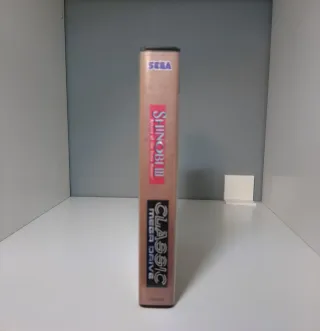 SEGA
SHINOBI III
CLASSIC
MEGA DRIVE